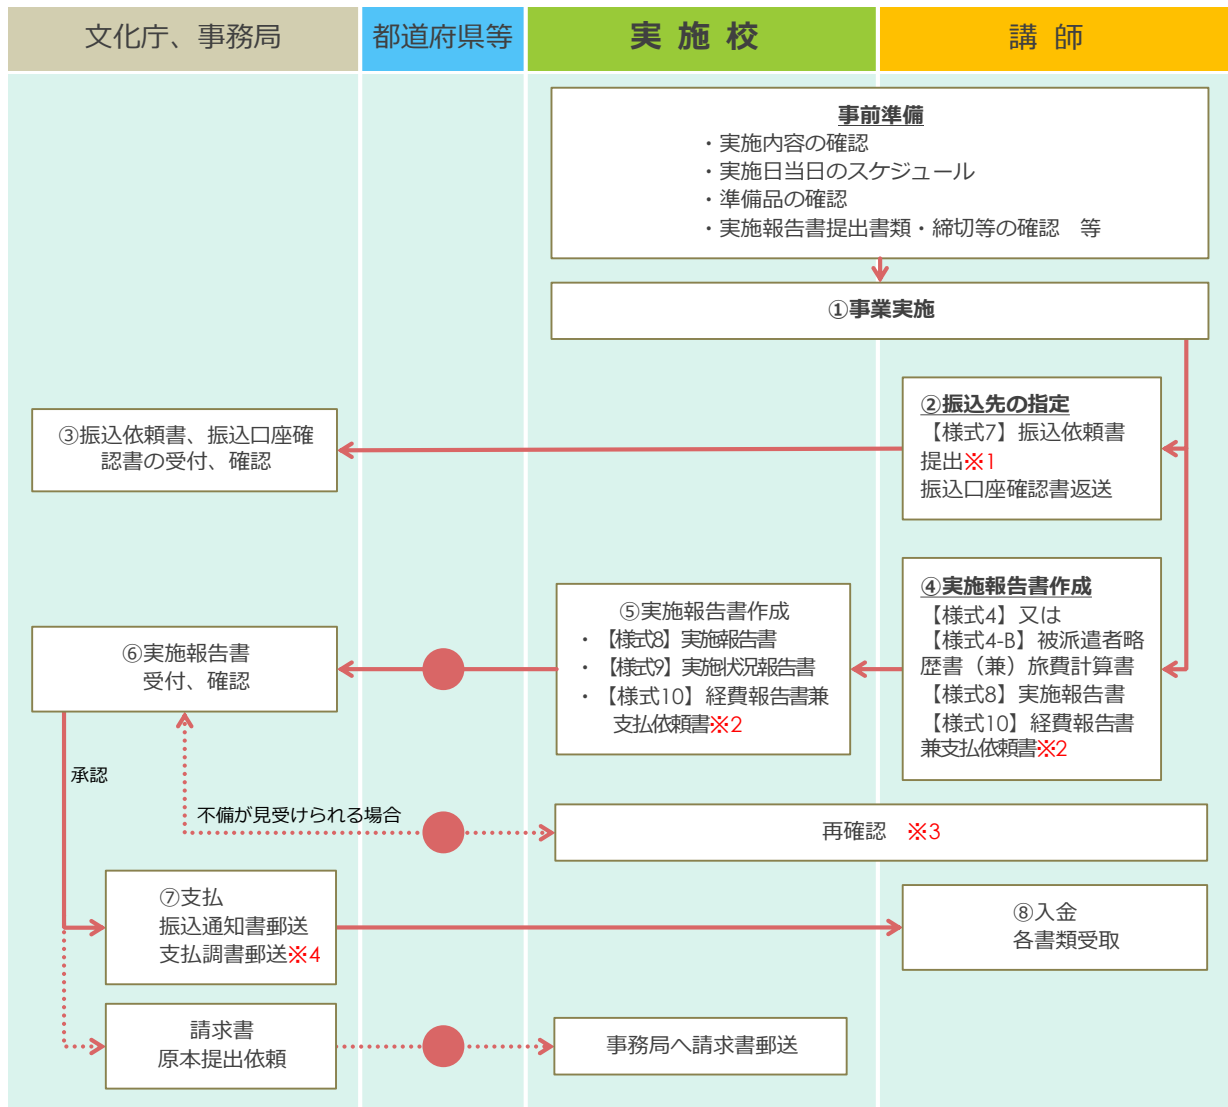 文化庁、事務局
都道府県等
実 施 校
講 師
事前準備
・実施内容の確認
・実施日当日のスケジュール
・準備品の確認
・実施報告書提出書類・締切等の確認　等
①事業実施
②振込先の指定
【様式7】振込依頼書
提出※1
振込口座確認書返送
③振込依頼書、振込口座確
認書の受付、確認
④実施報告書作成
【様式4】又は
【様式4-B】被派遣者略
歴書（兼）旅費計算書
【様式8】実施報告書
【様式10】経費報告書
兼支払依頼書※2
⑤実施報告書作成
・【様式8】実施報告書
・【様式9】実施状況報告書
・【様式10】経費報告書兼
支払依頼書※2
⑥実施報告書
受付、確認
承認
不備が見受けられる場合
再確認　※3
⑦支払
振込通知書郵送
支払調書郵送※4
⑧入金
各書類受取
請求書
原本提出依頼
事務局へ請求書郵送